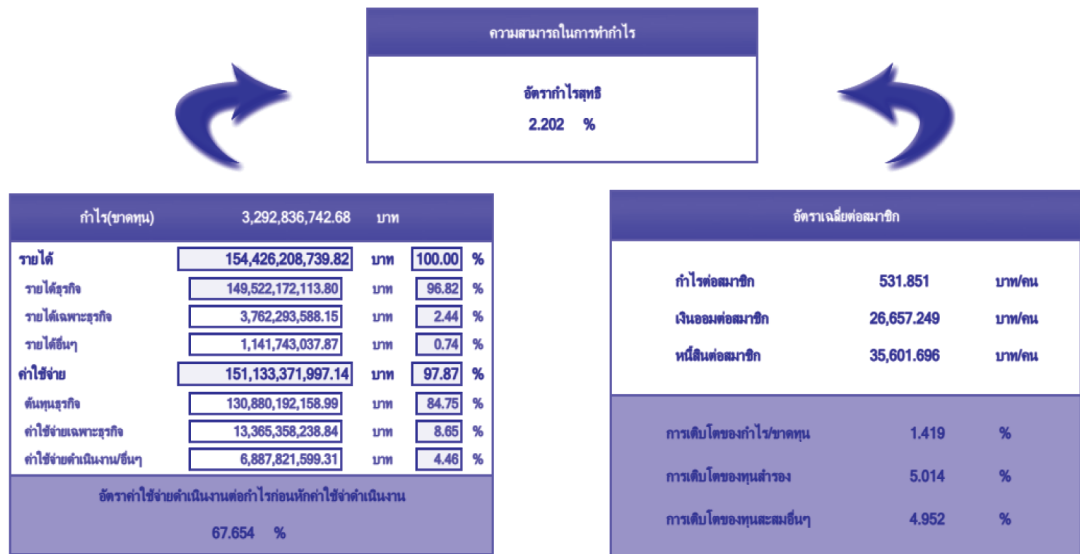 ความสามารถในการทำกำไร
อัตรากำไรสุทธิ
2.202 %
กำไร(ขาดทุน) 3,292,836,742.68 บาท
รายได้ 154,426,208,739.82 บาท 100.00 %
รายได้ธุรกิจ 149,522,172,113.80 บาท 96.82 %
รายได้เฉพาะธุรกิจ 3,762,293,588.15 บาท 2.44 %
รายได้อื่นๆ 1,141,743,037.87 บาท 0.74 %
ค่าใช้จ่าย 151,133,371,997.14 บาท 97.87 %
ต้นทุนธุรกิจ 130,880,192,158.99 บาท 84.75 %
ค่าใช้จ่ายเฉพาะธุรกิจ 13,365,358,238.84 บาท 8.65 %
ค่าใช้จ่ายดำเนินงาน/อื่นๆ 6,887,821,599.31 บาท 4.46 %
อัตราค่าใช้จ่ายดำเนินงานต่อกำไรก่อนหักค่าใช้จ่าดำเนินงาน
67.654 %
อัตราเฉลี่ยต่อสมาชิก
กำไรต่อสมาชิก 531.851 บาท/คน
เงินออมต่อสมาชิก 26,657.249 บาท/คน
หนี้สินต่อสมาชิก 35,601.696 บาท/คน
การเติบโตของกำไร/ขาดทุน 1.419 %
การเติบโตของทุนสำรอง 5.014 %
การเติบโตของทุนสะสมอื่นๆ 4.952 %